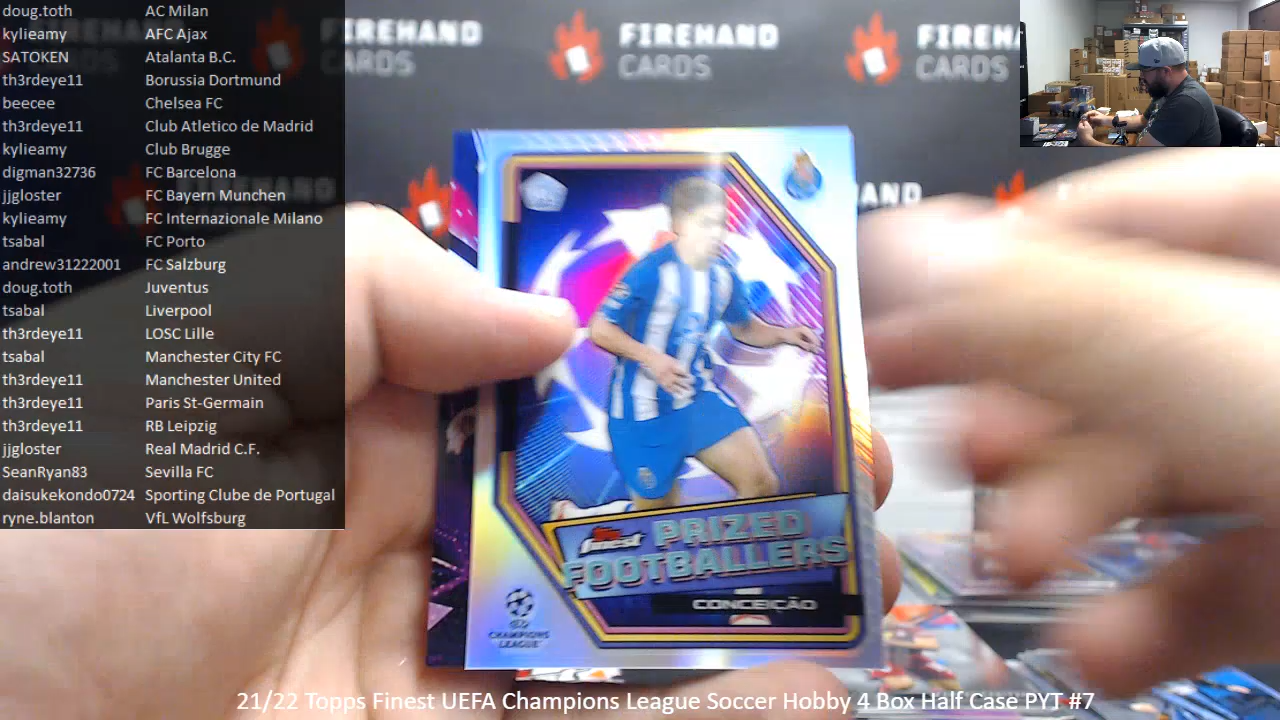 doug.toth AC Milan
kylieamy AFC Ajax
SATOKEN Atalanta B.C.
th3rdeye11 Borussia Dortmund
beecee Chelsea FC
th3rdeye11 Club Atletico de Madrid
kylieamy Club Brugge
digman32736 FC Barcelona
jjgloster FC Bayern Munchen
kylieamy FC Internazionale Milano
tsabal FC Porto
andrew31222001 FC Salzburg
doug.toth Juventus
tsabal Liverpool
th3rdeye11 LOSC Lille
tsabal Manchester City FC
th3rdeye11 Manchester United
th3rdeye11 Paris St-Germain
th3rdeye11 RB Leipzig
jjgloster Real Madrid C.F.
SeanRyan83 Sevilla FC
daisukekondo0724 Sporting Clube de Portugal
ryne.blanton VfL Wolfsburg
FIREHAND
CARDS
FIREHAND
CARDS
FIREHA
CARDS
Topps
finest
PRIZED
FOOTBALLERS
CONCEIÇÃO
CHAMPIONS
LEAGUE
21/22 Topps Finest UEFA Champions League Soccer Hobby 4 Box Half Case PYT #7